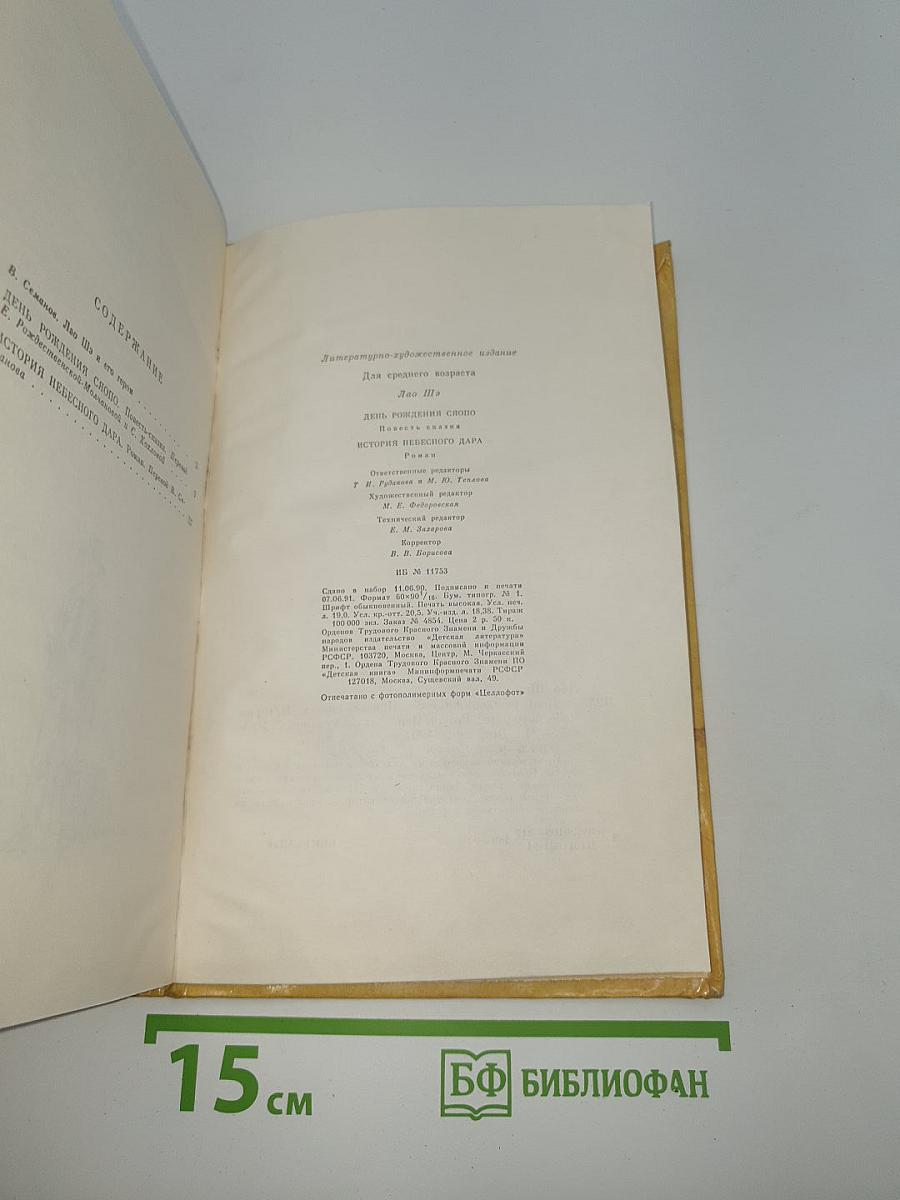 СОДЕРЖАНИЕ
В. Семанов. Лао Шэ и его герои
ДЕНЬ РОЖДЕНИЯ СЯОПО. Повесть-сказка. Перевод
Е. Рождественской-Молчановой и С. Хохловой
ИСТОРИЯ НЕБЕСНОГО ДАРА. Роман. Перевод В. Се-
манова
Литературно-художественное издание
Для среднего возраста
Лао Шэ
ДЕНЬ РОЖДЕНИЯ СЯОПО
Повесть сказка
ИСТОРИЯ НЕБЕСНОГО ДАРА
Роман
Ответственные редакторы
Т. И. Рудакова и М. Ю. Теплова
Художественный редактор
М. Е. Федоровская
Технический редактор
Е. М. Захарова
Корректор
В. В. Борисова
ИБ № 11753
Сдано в набор 11.06.90. Подписано к печати
07.06.91. Формат 60×90 1/16. Бум. типогр. № 1.
Шрифт обыкновенный. Печать высокая. Усл. печ.
л. 19,0. Усл. кр.-отт. 20,5. Уч.-изд. л. 18,38. Тираж
100 000 экз. Заказ № 4854. Цена 2 р. 50 к.
Орденов Трудового Красного Знамени и Дружбы
народов издательство «Детская литература»
Министерства печати и массовой информации
РСФСР. 103720, Москва, Центр, М. Черкасский
пер., 1. Ордена Трудового Красного Знамени ПО
«Детская книга» Мининформпечати РСФСР
127018, Москва, Сущевский вал, 49.
Отпечатано с фотополимерных форм «Целлофот»
15 см
БФ БИБЛИОФАН